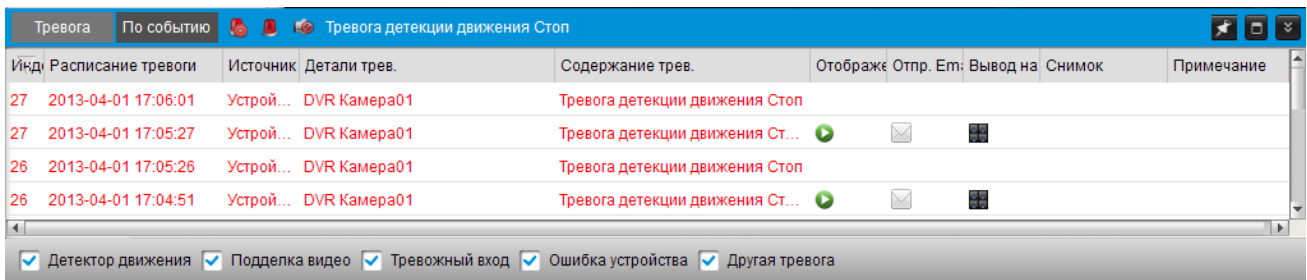 Тревога По событию Тревога детекции движения Стоп
Инд Расписание тревоги Источник Детали трев. Содержание трев. Отображе Отпр. Ema Вывод на Снимок Примечание
27 2013-04-01 17:06:01 Устрой... DVR Камера01 Тревога детекции движения Стоп
27 2013-04-01 17:05:27 Устрой... DVR Камера01 Тревога детекции движения Ст...
26 2013-04-01 17:05:26 Устрой... DVR Камера01 Тревога детекции движения Стоп
26 2013-04-01 17:04:51 Устрой... DVR Камера01 Тревога детекции движения Ст...
Детектор движения Подделка видео Тревожный вход Ошибка устройства Другая тревога